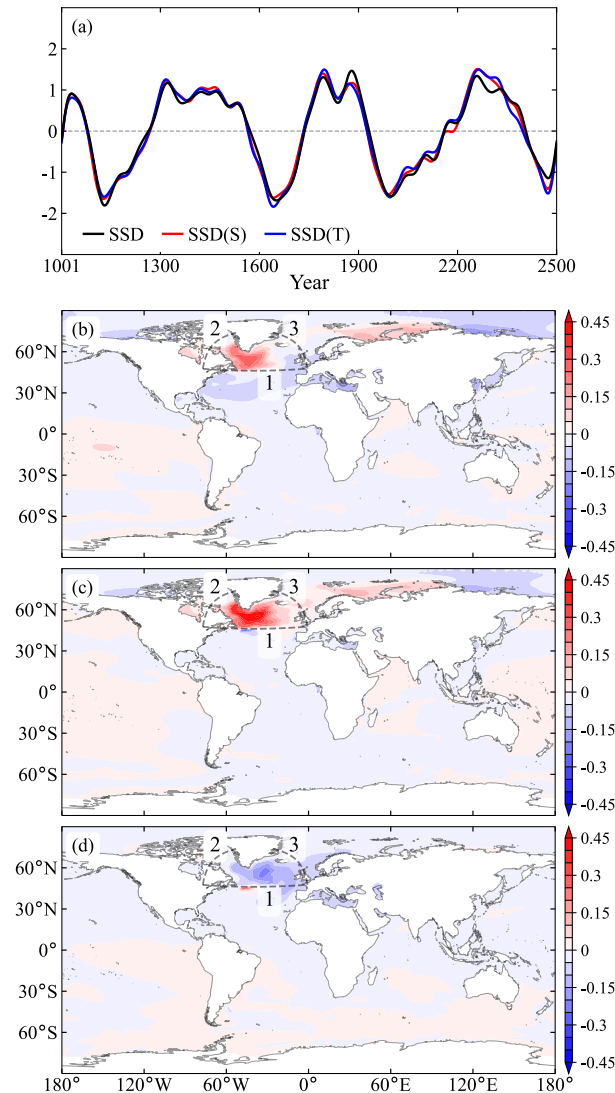 (a)
2
1
0
-1
-2
SSD SSD(S) SSD(T)
1001 1300 1600 1900 2200 2500
Year
(b)
2 3
1
60°N
30°N
0°
30°S
60°S
0.45
0.3
0.15
0
-0.15
-0.3
-0.45
(c)
2 3
1
60°N
30°N
0°
30°S
60°S
0.45
0.3
0.15
0
-0.15
-0.3
-0.45
(d)
2 3
1
60°N
30°N
0°
30°S
60°S
0.45
0.3
0.15
0
-0.15
-0.3
-0.45
180° 120°W 60°W 0° 60°E 120°E 180°